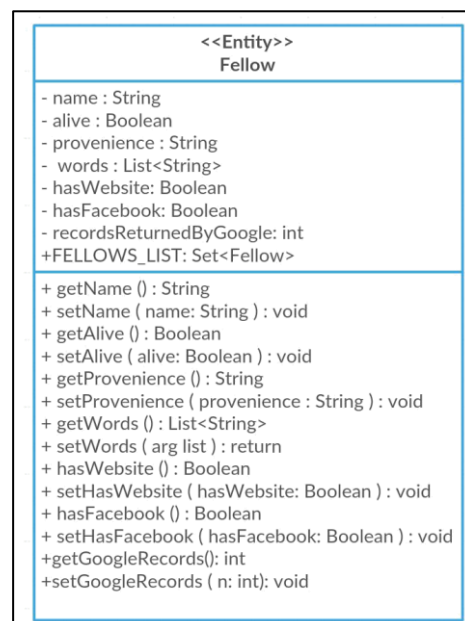 <<Entity>>
Fellow
- name : String
- alive : Boolean
- provenience : String
- words : List<String>
- hasWebsite: Boolean
- hasFacebook: Boolean
- recordsReturnedByGoogle: int
+FELLOWS_LIST: Set<Fellow>
+ getName () : String
+ setName ( name: String ) : void
+ getAlive () : Boolean
+ setAlive ( alive: Boolean ) : void
+ getProvenience () : String
+ setProvenience ( provenience : String ) : void
+ getWords () : List<String>
+ setWords ( arg list ) : return
+ hasWebsite () : Boolean
+ setHasWebsite ( hasWebsite: Boolean ) : void
+ hasFacebook () : Boolean
+ setHasFacebook ( hasFacebook: Boolean ) : void
+getGoogleRecords(): int
+setGoogleRecords ( n: int): void